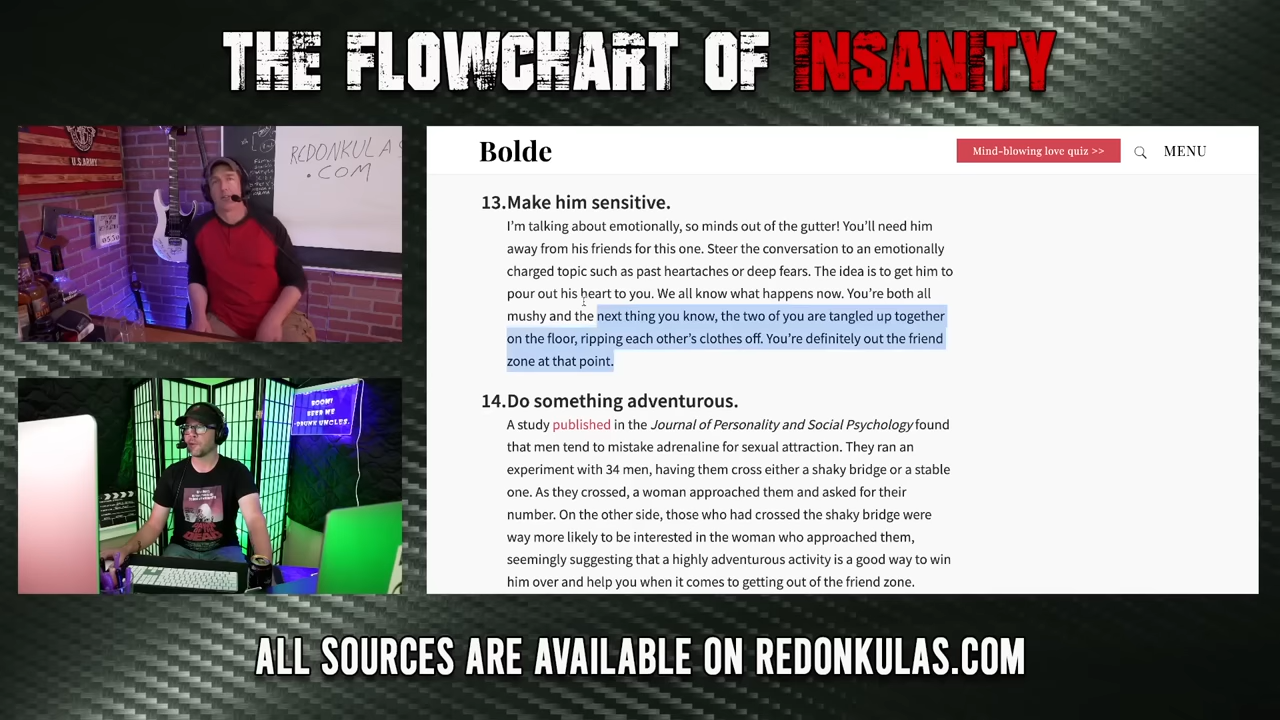 THE FLOWCHART OF INSANITY
U.S. ARMY
REDONKULAS
.COM
BOOM!
BEER ME
-DRUNK UNCLES.
DAWN
OF THE
DEAD
Bolde
Mind-blowing love quiz >>
MENU
13.Make him sensitive.
I’m talking about emotionally, so minds out of the gutter! You’ll need him
away from his friends for this one. Steer the conversation to an emotionally
charged topic such as past heartaches or deep fears. The idea is to get him to
pour out his heart to you. We all know what happens now. You’re both all
mushy and the next thing you know, the two of you are tangled up together
on the floor, ripping each other’s clothes off. You’re definitely out the friend
zone at that point.
14.Do something adventurous.
A study published in the Journal of Personality and Social Psychology found
that men tend to mistake adrenaline for sexual attraction. They ran an
experiment with 34 men, having them cross either a shaky bridge or a stable
one. As they crossed, a woman approached them and asked for their
number. On the other side, those who had crossed the shaky bridge were
way more likely to be interested in the woman who approached them,
seemingly suggesting that a highly adventurous activity is a good way to win
him over and help you when it comes to getting out of the friend zone.
ALL SOURCES ARE AVAILABLE ON REDONKULAS.COM